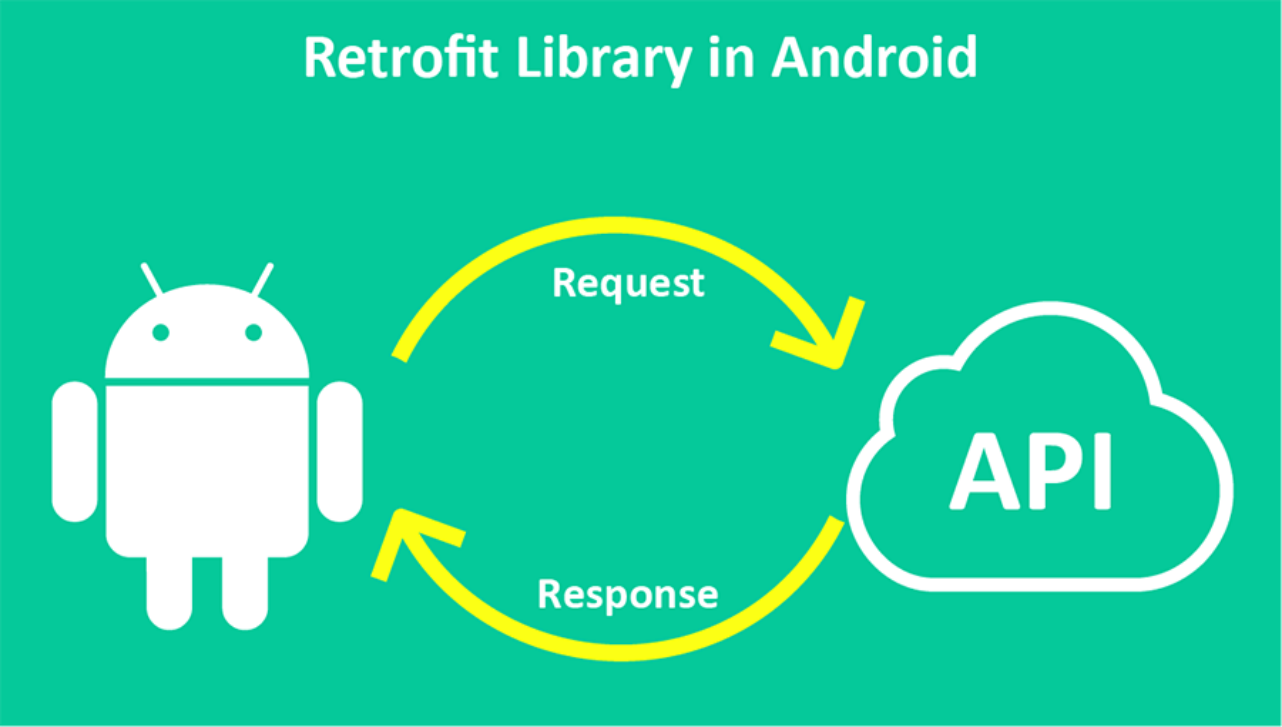 Retrofit Library in Android
Request
API
Response